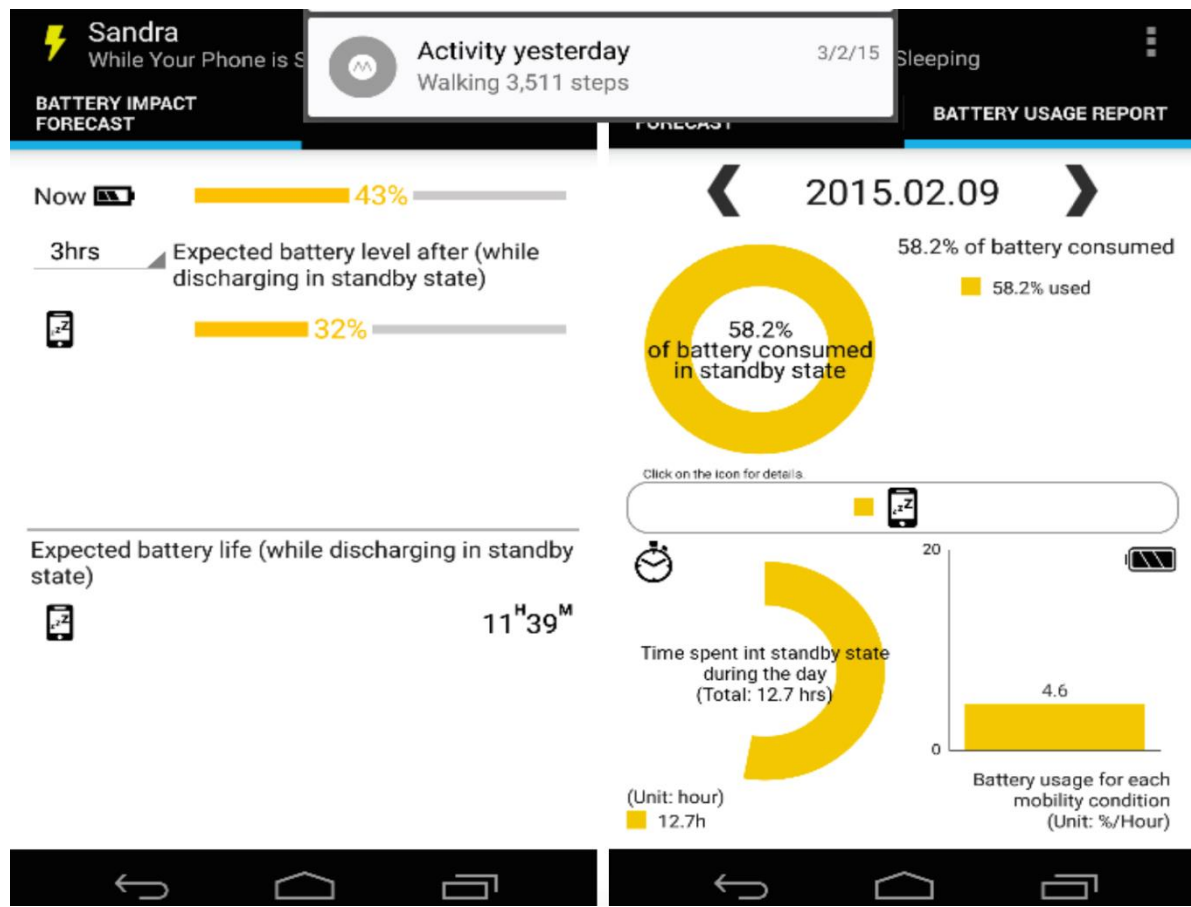 Sandra
While Your Phone is S
BATTERY IMPACT
FORECAST
Activity yesterday
3/2/15
Walking 3,511 steps
Now
43%
3hrs
Expected battery level after (while
discharging in standby state)
zzZ
32%
Expected battery life (while discharging in standby
state)
zzZ
11H39M
Sleeping
FORECAST
BATTERY USAGE REPORT
2015.02.09
58.2% of battery consumed
58.2% used
58.2%
of battery consumed
in standby state
Click on the icon for details.
zzZ
Time spent int standby state
during the day
(Total: 12.7 hrs)
(Unit: hour)
12.7h
20
4.6
0
Battery usage for each
mobility condition
(Unit: %/Hour)